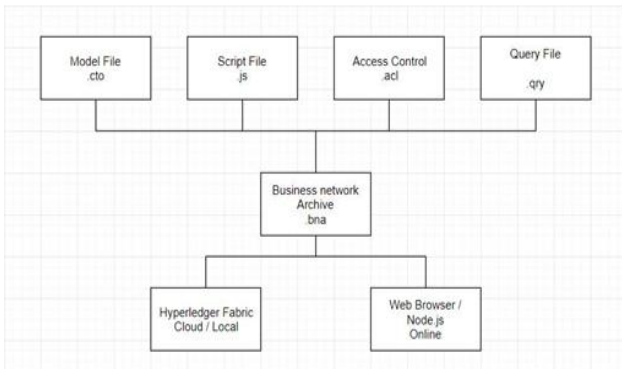 Model File
.cto
Script File
.js
Access Control
.acl
Query File
.qry
Business network
Archive
.bna
Hyperledger Fabric
Cloud / Local
Web Browser /
Node.js
Online